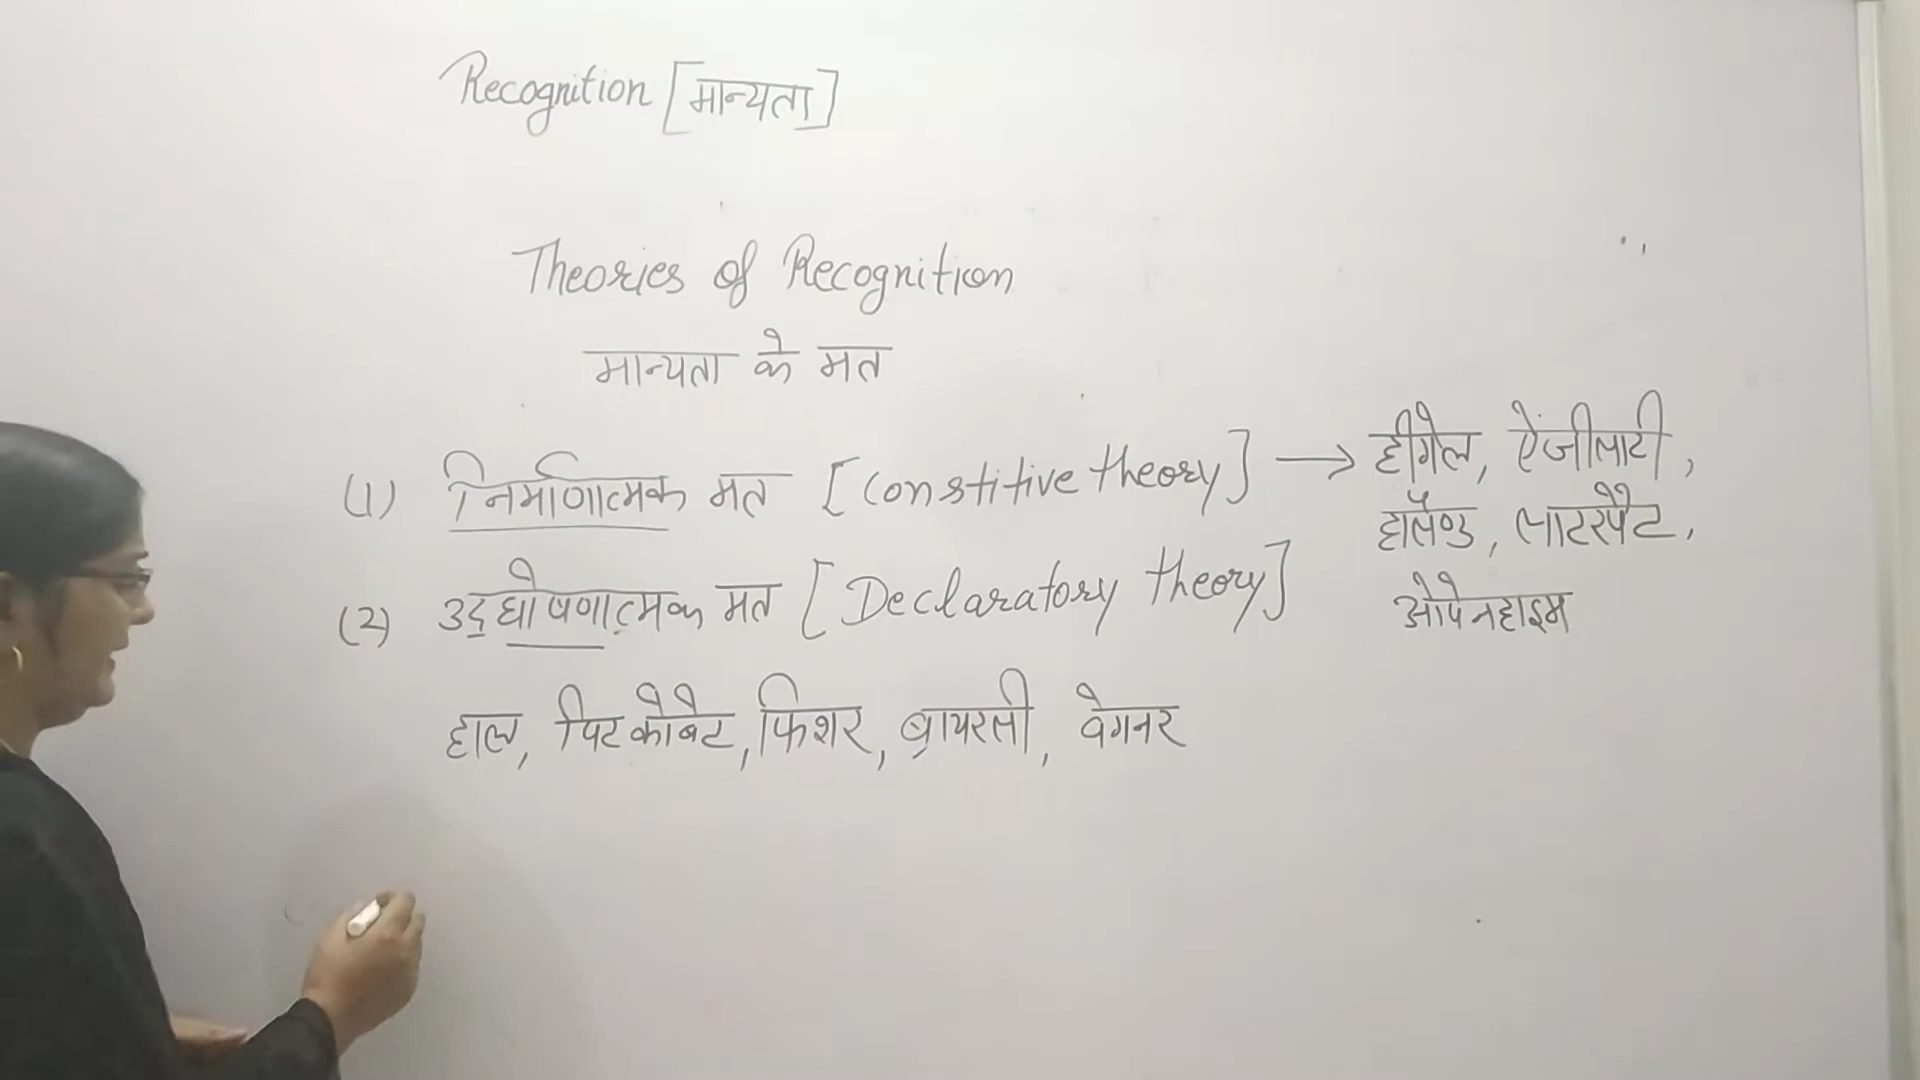 Recognition [मान्यता]
Theories of Recognition
मान्यता के मत
(1) निर्माणात्मक मत [Constitive theory] → हीगेल, ऐंजीलाटी,
हालैण्ड, लाटरपैट,
ओपेनहाइम
(2) उद्घोषणात्मक मत [Declaratory theory]
हाल, पिट कोबेट, फिशर, ब्रायरली, वेगनर